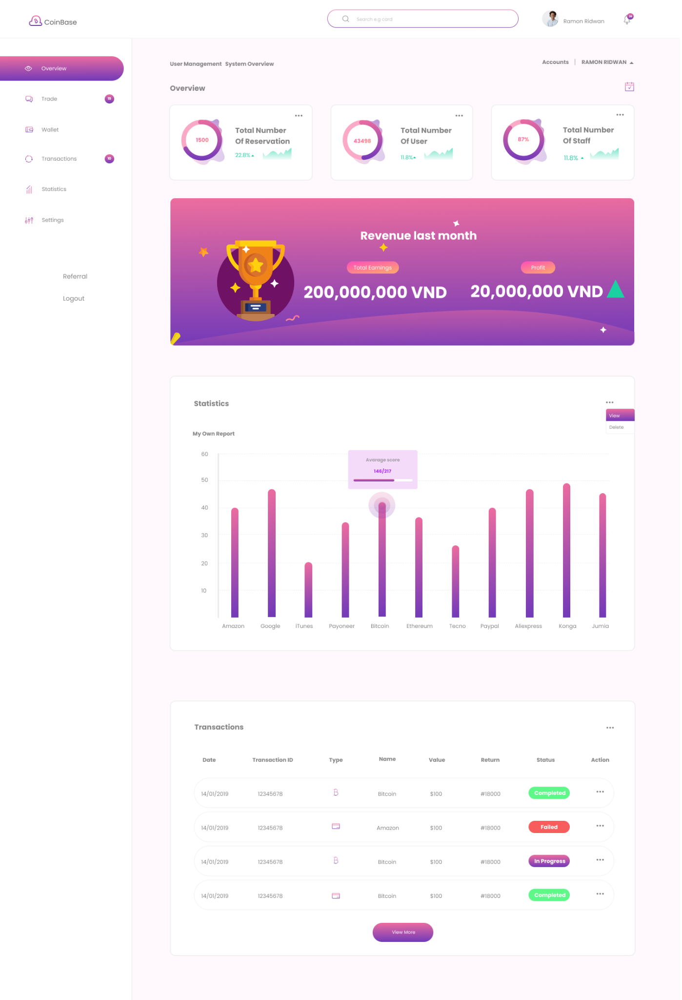 CoinBase
Search e.g card
Ramon Ridwan
24
Overview
Trade
19
Wallet
Transactions
10
Statistics
Settings
Referral
Logout
User Management System Overview
Accounts | RAMON RIDWAN
Overview
1500
Total Number
Of Reservation
22.8%
43498
Total Number
Of User
11.8%
87%
Total Number
Of Staff
11.8%
Revenue last month
Total Earnings
Profit
200,000,000 VND
20,000,000 VND
Statistics
View
Delete
My Own Report
Avarage score
146/217
60
50
40
30
20
10
Amazon Google iTunes Payoneer Bitcoin Ethereum Tecno Paypal Aliexpress Konga Jumia
Transactions
Date Transaction ID Type Name Value Return Status Action
14/01/2019 12345678 Bitcoin $100 #18000 Completed
14/01/2019 12345678 Amazon $100 #18000 Failed
14/01/2019 12345678 Bitcoin $100 #18000 In Progress
14/01/2019 12345678 Bitcoin $100 #18000 Completed
View More